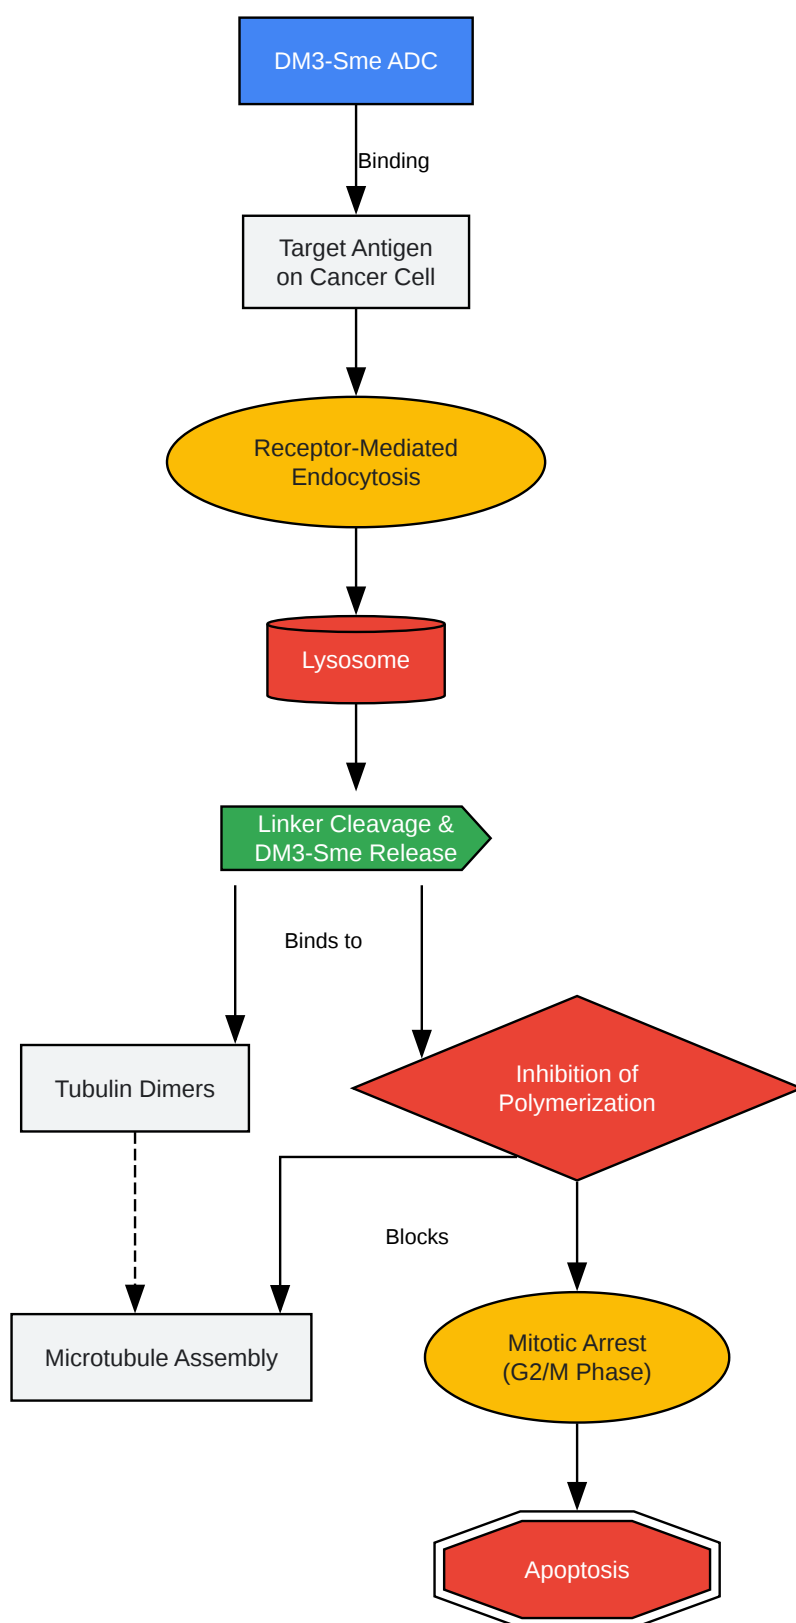 DM3-Sme ADC
Binding
Target Antigen
on Cancer Cell
Receptor-Mediated
Endocytosis
Lysosome
Linker Cleavage &
DM3-Sme Release
Binds to
Tubulin Dimers
Inhibition of
Polymerization
Blocks
Microtubule Assembly
Mitotic Arrest
(G2/M Phase)
Apoptosis